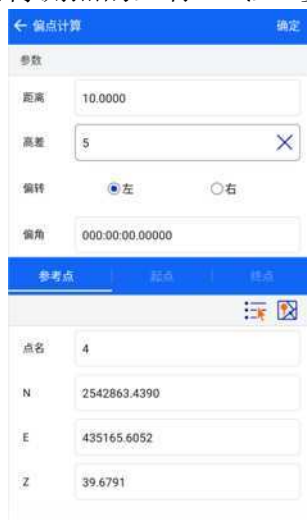 ← 偏点计算 确定
参数
距离 10.0000
高差 5
偏转 左 右
偏角 000:00:00.00000
参考点 起点 终点
点名 4
N 2542863.4390
E 435165.6052
Z 39.6791